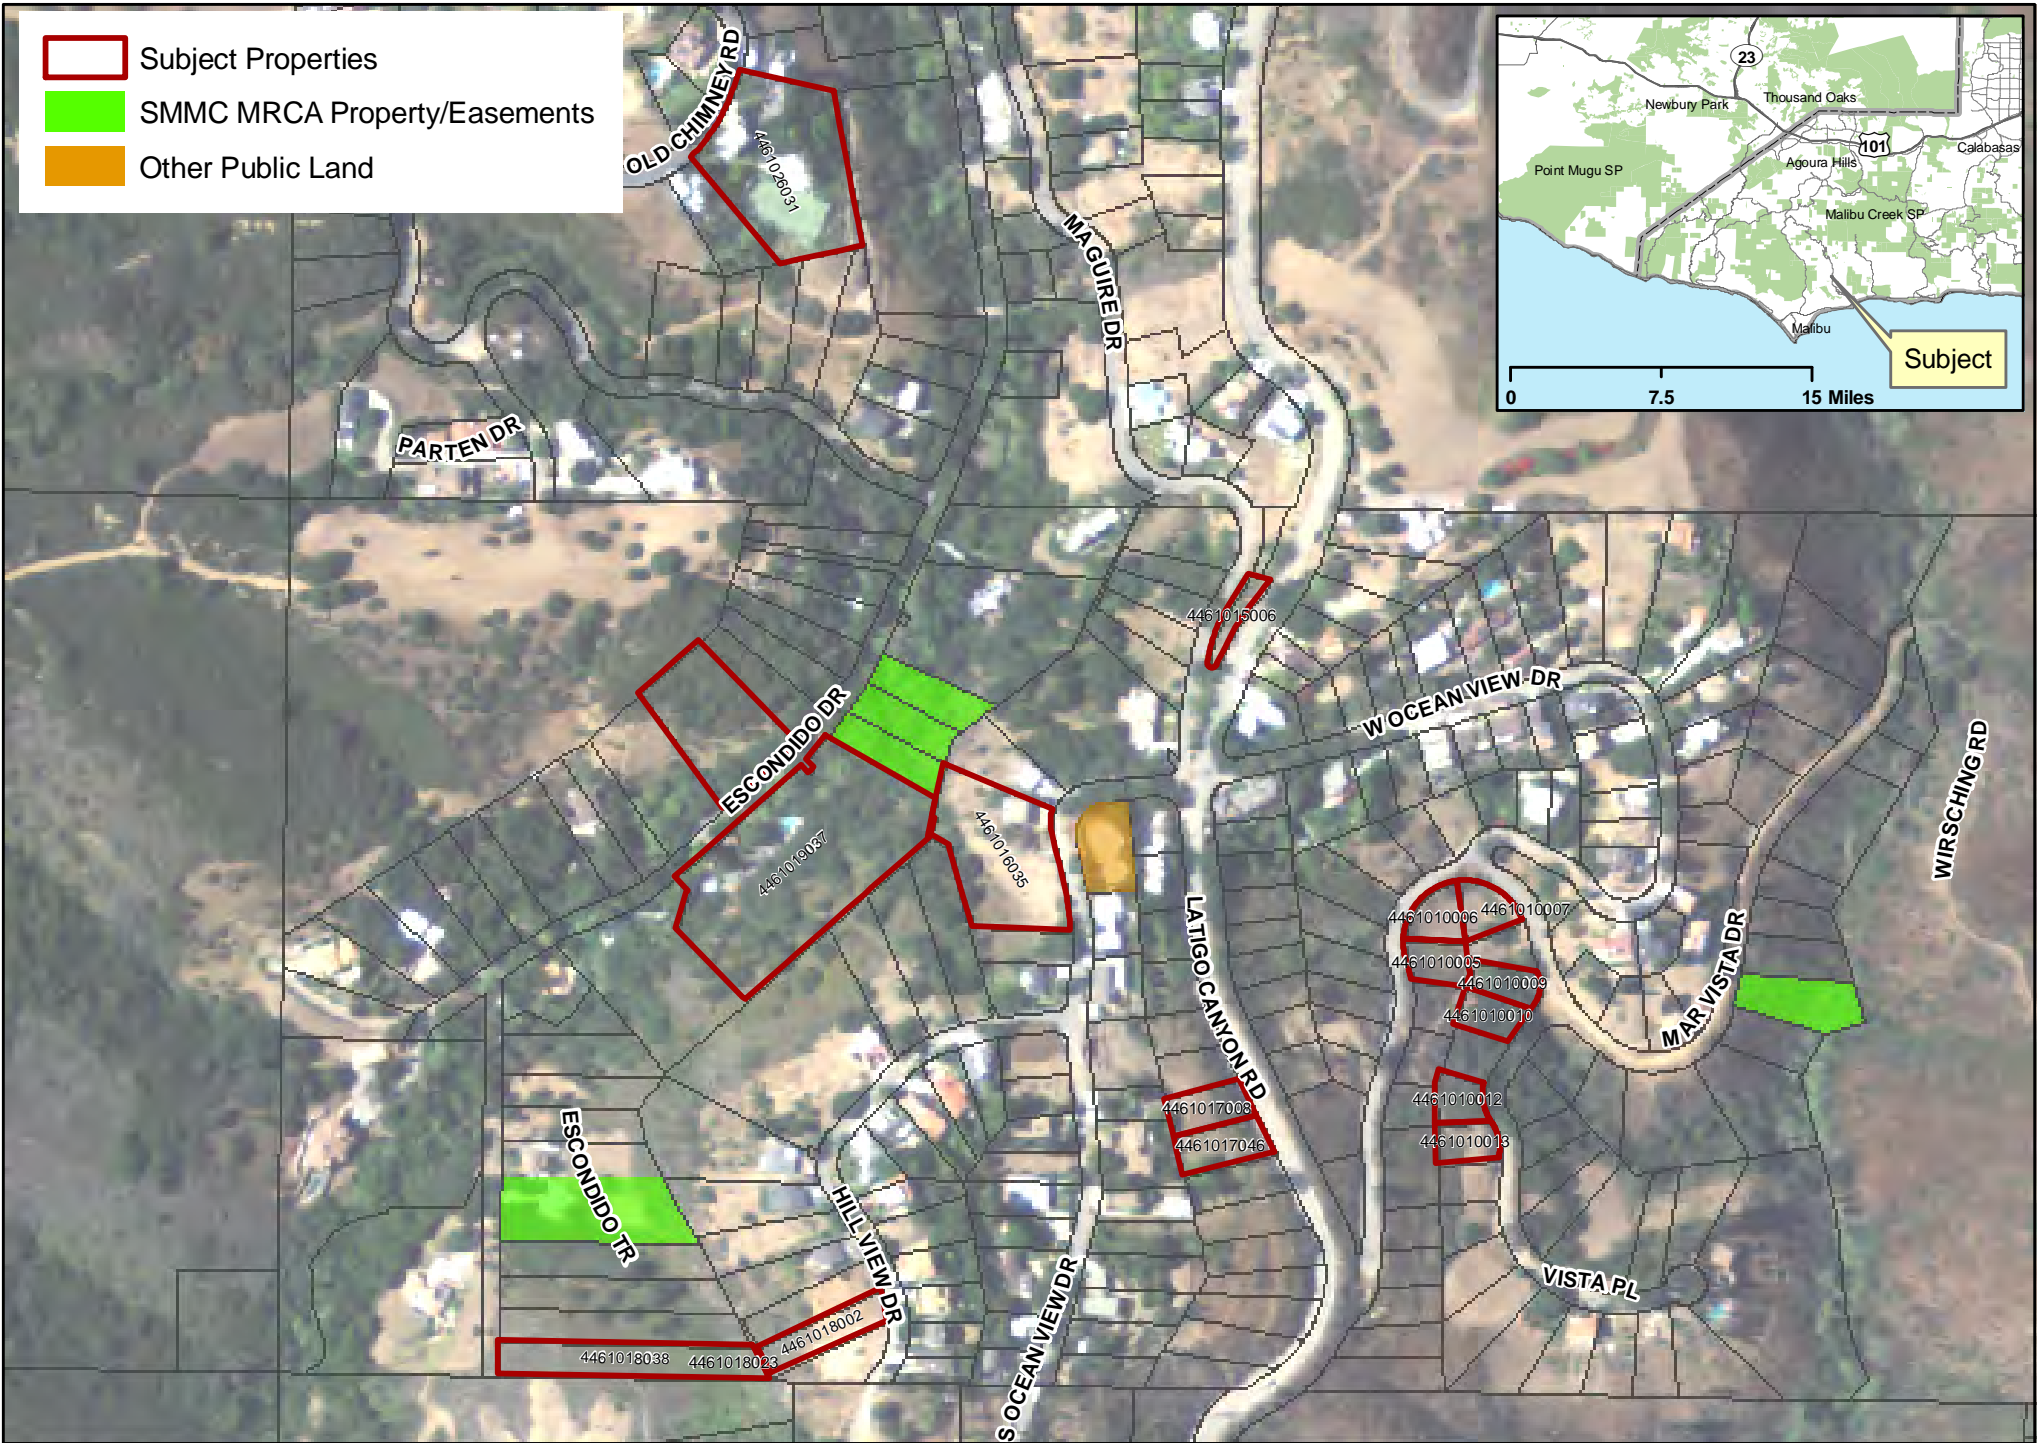 Subject Properties
SMMC MRCA Property/Easements
Other Public Land
23
Newbury Park
Thousand Oaks
101
Calabasas
Agoura Hills
Point Mugu SP
Malibu Creek SP
Malibu
Subject
0 7.5 15 Miles
OLD CHIMNEY RD
4461026031
MAGUIRE DR
PARTEN DR
4461015006
ESCONDIDO DR
W OCEAN VIEW DR
WIRSCHING RD
4461019037
4461016035
LATIGO CANYON RD
4461010006
4461010007
4461010005
4461010009
4461010010
MAR VISTA DR
4461017008
4461017046
4461010012
4461010013
ESCONDIDO TR
HILL VIEW DR
S OCEAN VIEW DR
VISTA PL
4461018002
4461018038
4461018023